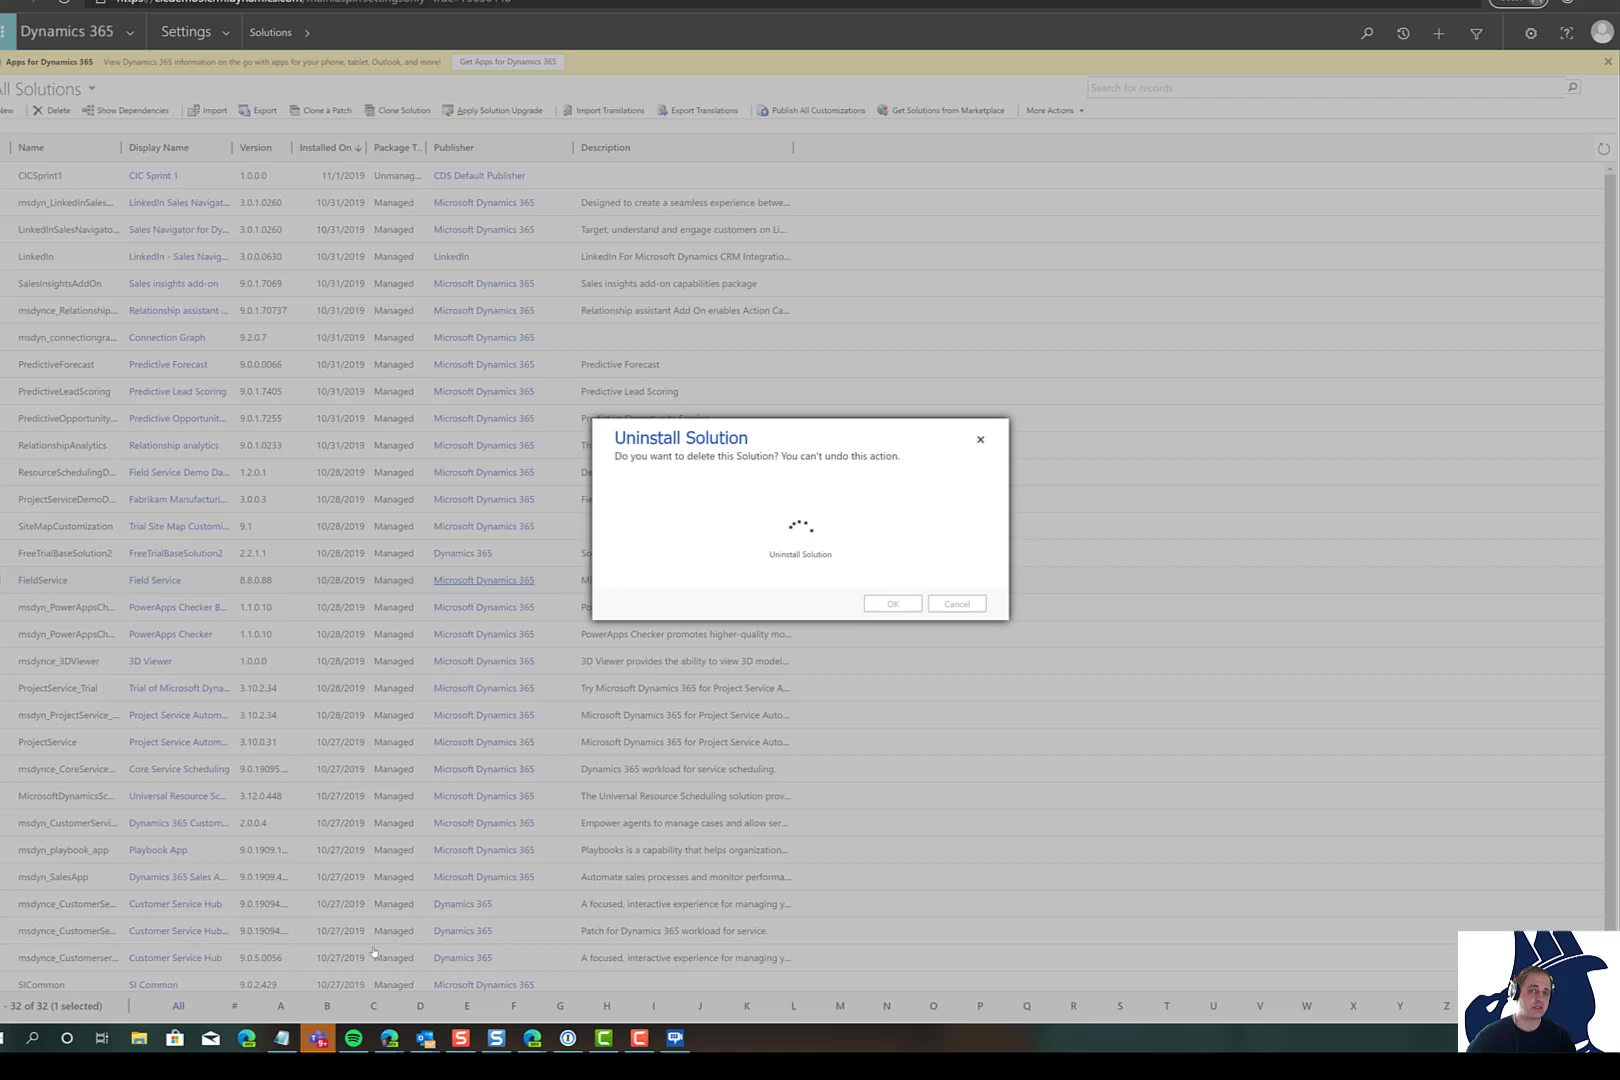 Dynamics 365 Settings Solutions
Apps for Dynamics 365 View Dynamics 365 information on the go with apps for your phone, tablet, Outlook, and more! Get Apps for Dynamics 365
All Solutions
Search for records
New Delete Show Dependencies Import Export Clone a Patch Clone Solution Apply Solution Upgrade Import Translations Export Translations Publish All Customizations Get Solutions from Marketplace More Actions
Name Display Name Version Installed On Package T... Publisher Description
CICSprint1 CIC Sprint 1 1.0.0.0 11/1/2019 Unmanag... CDS Default Publisher
msdyn_LinkedInSales... LinkedIn Sales Navigat... 3.0.1.0260 10/31/2019 Managed Microsoft Dynamics 365 Designed to create a seamless experience betwe...
LinkedInSalesNavigato... Sales Navigator for Dy... 3.0.1.0260 10/31/2019 Managed Microsoft Dynamics 365 Target, understand and engage customers on Li...
LinkedIn LinkedIn - Sales Navig... 3.0.0.0630 10/31/2019 Managed LinkedIn LinkedIn For Microsoft Dynamics CRM Integratio...
SalesInsightsAddOn Sales insights add-on 9.0.1.7069 10/31/2019 Managed Microsoft Dynamics 365 Sales insights add-on capabilities package
msdynce_Relationship... Relationship assistant ... 9.0.1.70737 10/31/2019 Managed Microsoft Dynamics 365 Relationship assistant Add On enables Action Ca...
msdyn_connectiongra... Connection Graph 9.2.0.7 10/31/2019 Managed Microsoft Dynamics 365
PredictiveForecast Predictive Forecast 9.0.0.0066 10/31/2019 Managed Microsoft Dynamics 365 Predictive Forecast
PredictiveLeadScoring Predictive Lead Scoring 9.0.1.7405 10/31/2019 Managed Microsoft Dynamics 365 Predictive Lead Scoring
PredictiveOpportunity... Predictive Opportunit... 9.0.1.7255 10/31/2019 Managed Microsoft Dynamics 365
RelationshipAnalytics Relationship analytics 9.0.1.0233 10/31/2019 Managed Microsoft Dynamics 365
ResourceSchedulingD... Field Service Demo Da... 1.2.0.1 10/28/2019 Managed Microsoft Dynamics 365
ProjectServiceDemoD... Fabrikam Manufacturi... 3.0.0.3 10/28/2019 Managed Microsoft Dynamics 365
SiteMapCustomization Trial Site Map Customi... 9.1 10/28/2019 Managed Microsoft Dynamics 365
FreeTrialBaseSolution2 FreeTrialBaseSolution2 2.2.1.1 10/28/2019 Managed Dynamics 365
FieldService Field Service 8.8.0.88 10/28/2019 Managed Microsoft Dynamics 365
msdyn_PowerAppsCh... PowerApps Checker B... 1.1.0.10 10/28/2019 Managed Microsoft Dynamics 365
msdyn_PowerAppsCh... PowerApps Checker 1.1.0.10 10/28/2019 Managed Microsoft Dynamics 365 PowerApps Checker promotes higher-quality mo...
msdynce_3DViewer 3D Viewer 1.0.0.0 10/28/2019 Managed Microsoft Dynamics 365 3D Viewer provides the ability to view 3D model...
ProjectService_Trial Trial of Microsoft Dyna... 3.10.2.34 10/28/2019 Managed Microsoft Dynamics 365 Try Microsoft Dynamics 365 for Project Service A...
msdyn_ProjectService_... Project Service Autom... 3.10.2.34 10/28/2019 Managed Microsoft Dynamics 365 Microsoft Dynamics 365 for Project Service Auto...
ProjectService Project Service Autom... 3.10.0.31 10/27/2019 Managed Microsoft Dynamics 365 Microsoft Dynamics 365 for Project Service Auto...
msdynce_CoreService... Core Service Scheduling 9.0.19095.... 10/27/2019 Managed Microsoft Dynamics 365 Dynamics 365 workload for service scheduling.
MicrosoftDynamicsSc... Universal Resource Sc... 3.12.0.448 10/27/2019 Managed Microsoft Dynamics 365 The Universal Resource Scheduling solution prov...
msdyn_CustomerServi... Dynamics 365 Custom... 2.0.0.4 10/27/2019 Managed Microsoft Dynamics 365 Empower agents to manage cases and allow ser...
msdyn_playbook_app Playbook App 9.0.1909.1... 10/27/2019 Managed Microsoft Dynamics 365 Playbooks is a capability that helps organization...
msdyn_SalesApp Dynamics 365 Sales A... 9.0.1909.4... 10/27/2019 Managed Microsoft Dynamics 365 Automate sales processes and monitor performa...
msdynce_CustomerSe... Customer Service Hub 9.0.19094.... 10/27/2019 Managed Dynamics 365 A focused, interactive experience for managing y...
msdynce_CustomerSe... Customer Service Hub... 9.0.19094.... 10/27/2019 Managed Dynamics 365 Patch for Dynamics 365 workload for service.
msdynce_Customerser... Customer Service Hub 9.0.5.0056 10/27/2019 Managed Dynamics 365 A focused, interactive experience for managing y...
SICommon SI Common 9.0.2.429 10/27/2019 Managed Microsoft Dynamics 365
- 32 of 32 (1 selected) All # A B C D E F G H I J K L M N O P Q R S T U V W X Y Z
Uninstall Solution
Do you want to delete this Solution? You can't undo this action.
Uninstall Solution
OK Cancel